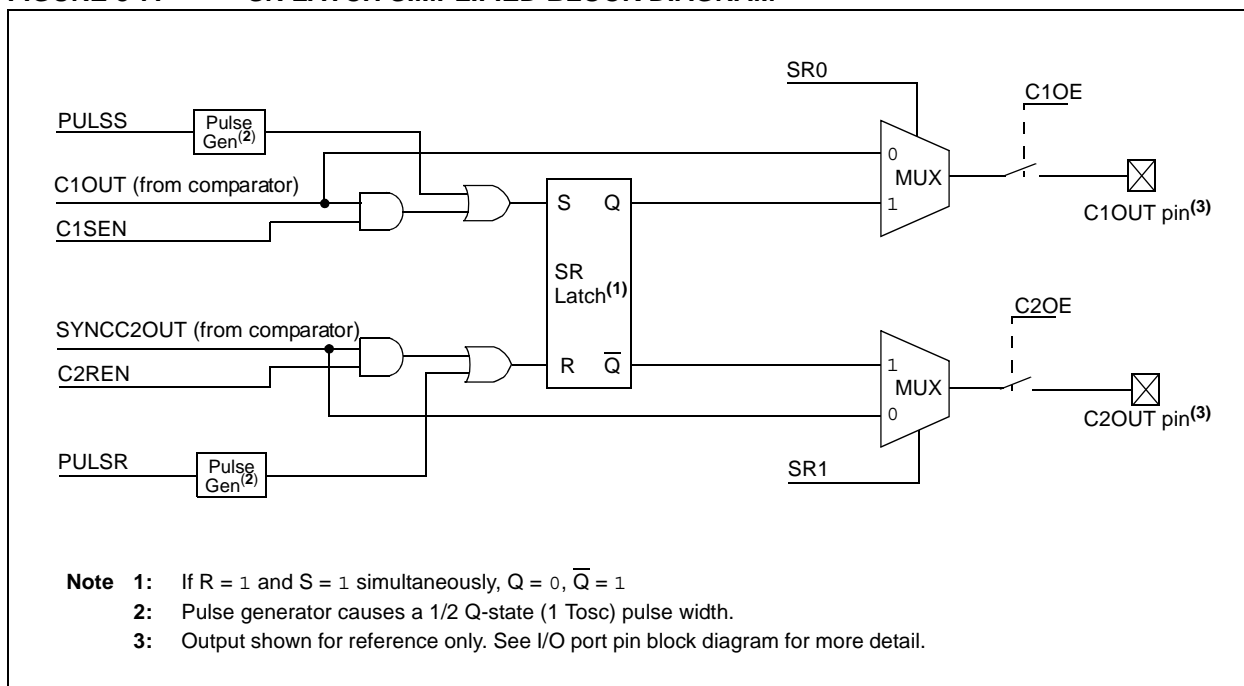 SR0
C1OE
PULSS
Pulse
Gen(2)
0
C1OUT (from comparator)
MUX
S Q
1
C1OUT pin(3)
C1SEN
SR
Latch(1)
SYNCC2OUT (from comparator)
C2OE
R Q̅
1
C2REN
MUX
0
C2OUT pin(3)
PULSR
Pulse
Gen(2)
SR1
Note 1: If R = 1 and S = 1 simultaneously, Q = 0, Q̅ = 1
2: Pulse generator causes a 1/2 Q-state (1 Tosc) pulse width.
3: Output shown for reference only. See I/O port pin block diagram for more detail.